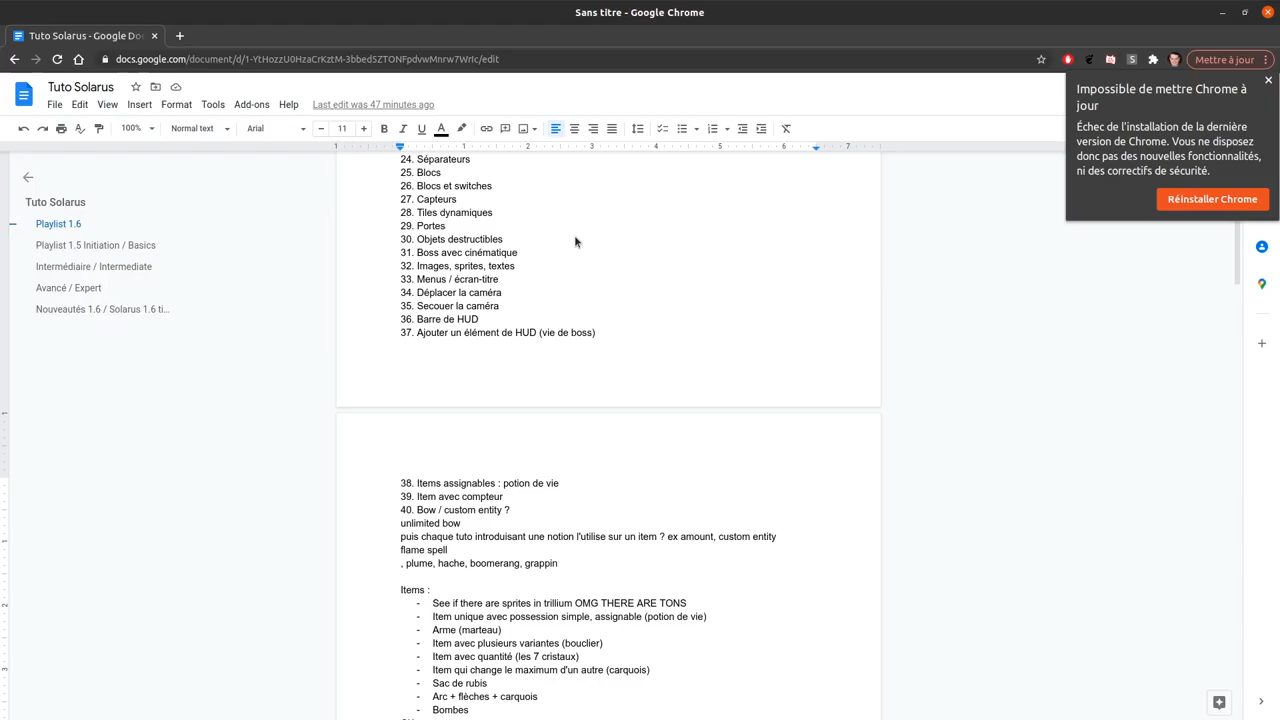 Sans titre - Google Chrome
Tuto Solarus - Google Do
docs.google.com/document/d/1-YtHozzU0HzaCrKztM-3bbed5ZTONFpdvwMnrw7WrIc/edit
Mettre à jour
Tuto Solarus
File Edit View Insert Format Tools Add-ons Help Last edit was 47 minutes ago
100% Normal text Arial 11
Impossible de mettre Chrome à
jour
Échec de l'installation de la dernière
version de Chrome. Vous ne disposez
donc pas des nouvelles fonctionnalités,
ni des correctifs de sécurité.
Réinstaller Chrome
1 1 2 3 4 5 6 7
Tuto Solarus
Playlist 1.6
Playlist 1.5 Initiation / Basics
Intermédiaire / Intermediate
Avancé / Expert
Nouveautés 1.6 / Solarus 1.6 ti...
24. Séparateurs
25. Blocs
26. Blocs et switches
27. Capteurs
28. Tiles dynamiques
29. Portes
30. Objets destructibles
31. Boss avec cinématique
32. Images, sprites, textes
33. Menus / écran-titre
34. Déplacer la caméra
35. Secouer la caméra
36. Barre de HUD
37. Ajouter un élément de HUD (vie de boss)
38. Items assignables : potion de vie
39. Item avec compteur
40. Bow / custom entity ?
unlimited bow
puis chaque tuto introduisant une notion l'utilise sur un item ? ex amount, custom entity
flame spell
, plume, hache, boomerang, grappin
Items :
- See if there are sprites in trillium OMG THERE ARE TONS
- Item unique avec possession simple, assignable (potion de vie)
- Arme (marteau)
- Item avec plusieurs variantes (bouclier)
- Item avec quantité (les 7 cristaux)
- Item qui change le maximum d'un autre (carquois)
- Sac de rubis
- Arc + flèches + carquois
- Bombes